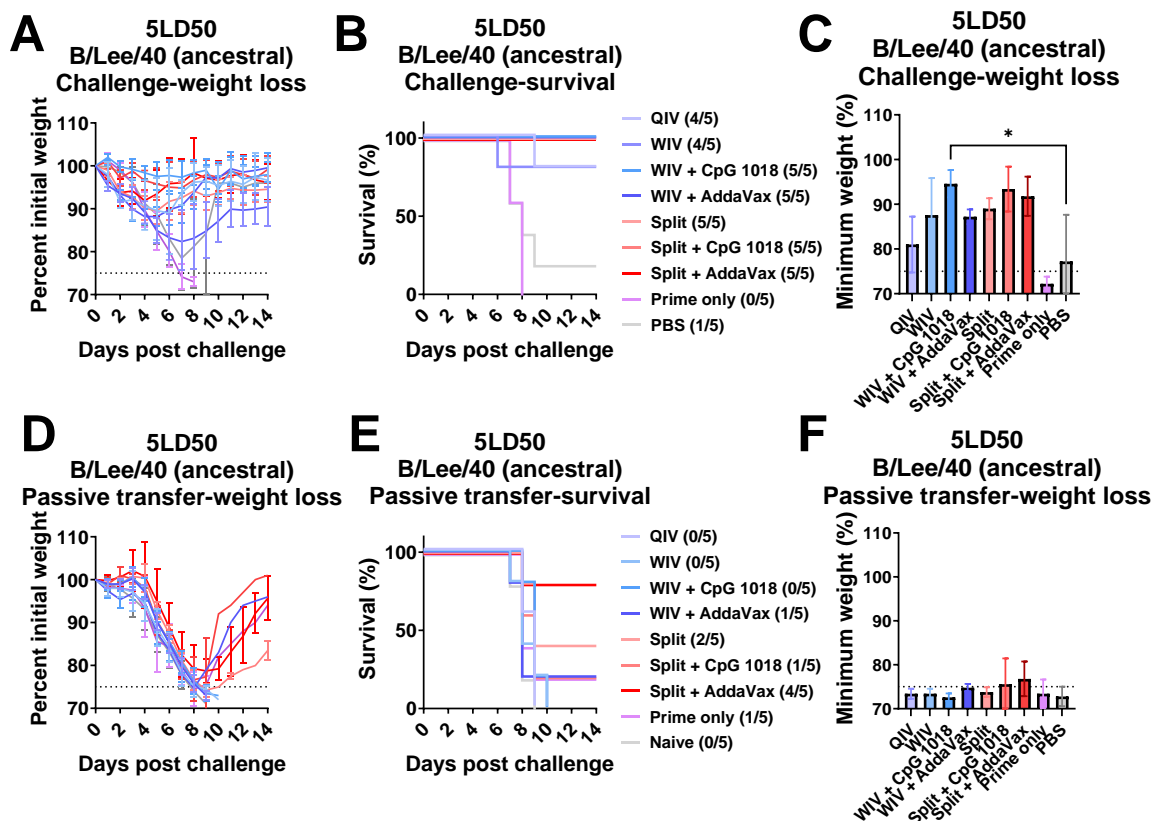 A
5LD50
B/Lee/40 (ancestral)
Challenge-weight loss
Percent initial weight
110
100
90
80
70
0 2 4 6 8 10 12 14
Days post challenge
B
5LD50
B/Lee/40 (ancestral)
Challenge-survival
Survival (%)
100
50
0
0 2 4 6 8 10 12 14
Days post challenge
QIV (4/5)
WIV (4/5)
WIV + CpG 1018 (5/5)
WIV + AddaVax (5/5)
Split (5/5)
Split + CpG 1018 (5/5)
Split + AddaVax (5/5)
Prime only (0/5)
PBS (1/5)
C
5LD50
B/Lee/40 (ancestral)
Challenge-weight loss
Minimum weight (%)
110
100
90
80
70
*
QIV
WIV
WIV + CpG 1018
WIV + AddaVax
Split
Split + CpG 1018
Split + AddaVax
Prime only
PBS
D
5LD50
B/Lee/40 (ancestral)
Passive transfer-weight loss
Percent initial weight
110
100
90
80
70
0 2 4 6 8 10 12 14
Days post challenge
E
5LD50
B/Lee/40 (ancestral)
Passive transfer-survival
Survival (%)
100
50
0
0 2 4 6 8 10 12 14
Days post challenge
QIV (0/5)
WIV (0/5)
WIV + CpG 1018 (0/5)
WIV + AddaVax (1/5)
Split (2/5)
Split + CpG 1018 (1/5)
Split + AddaVax (4/5)
Prime only (1/5)
Naive (0/5)
F
5LD50
B/Lee/40 (ancestral)
Passive transfer-weight loss
Minimum weight (%)
110
100
90
80
70
QIV
WIV
WIV + CpG 1018
WIV + AddaVax
Split
Split + CpG 1018
Split + AddaVax
Prime only
PBS